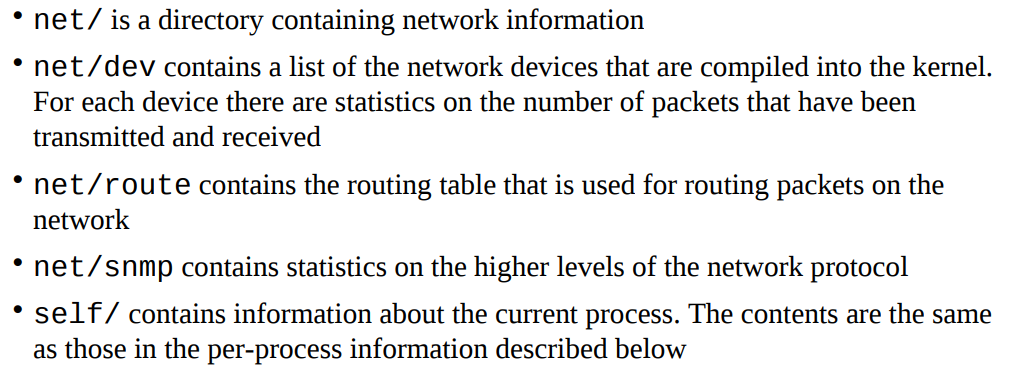 • net/ is a directory containing network information
• net/dev contains a list of the network devices that are compiled into the kernel.
For each device there are statistics on the number of packets that have been
transmitted and received
• net/route contains the routing table that is used for routing packets on the
network
• net/snmp contains statistics on the higher levels of the network protocol
• self/ contains information about the current process. The contents are the same
as those in the per-process information described below